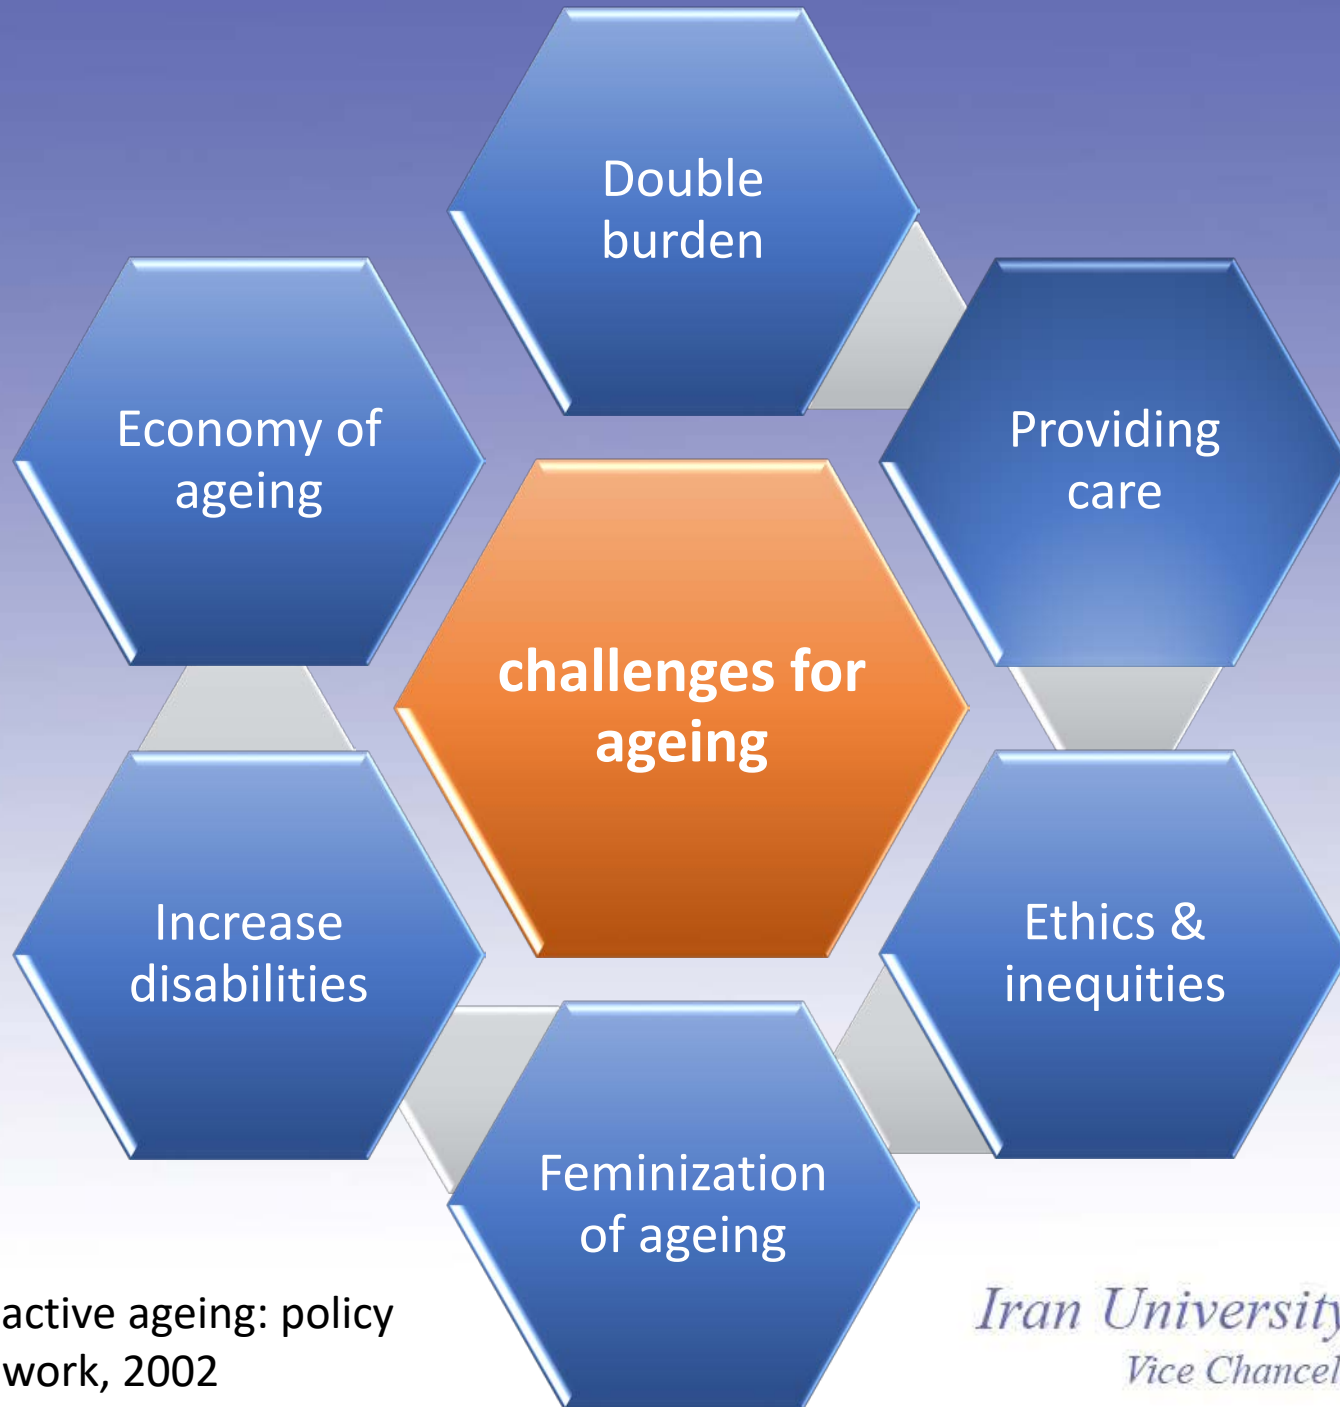 Double
burden
Economy of
ageing
Providing
care
challenges for
ageing
Increase
disabilities
Ethics &
inequities
Feminization
of ageing
active ageing: policy
work, 2002
Iran University
Vice Chancel